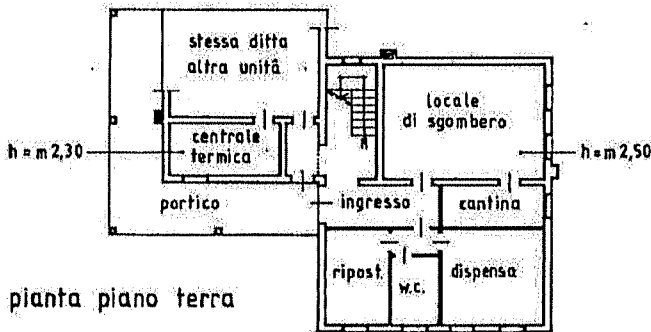 stessa ditta
altra unità
locale
di sgombero
centrale
termica
h = m 2,30
h = m 2,50
portico
ingresso
cantina
ripost.
w.c.
dispensa
pianta piano terra